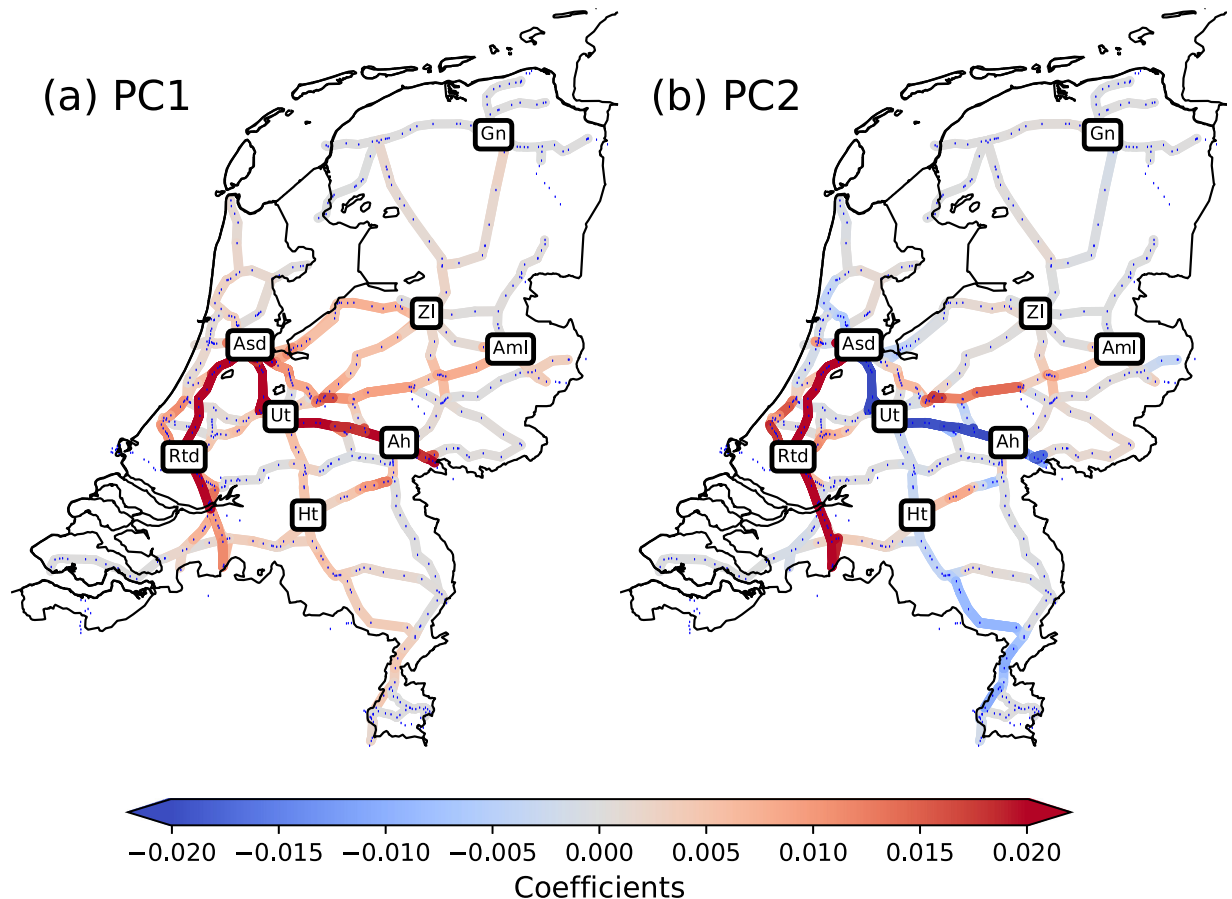 (a) PC1
(b) PC2
Gn
Gn
Zl
Zl
Asd
Aml
Asd
Aml
Ut
Ah
Ut
Ah
Rtd
Rtd
Ht
Ht
−0.020 −0.015 −0.010 −0.005 0.000 0.005 0.010 0.015 0.020
Coefficients